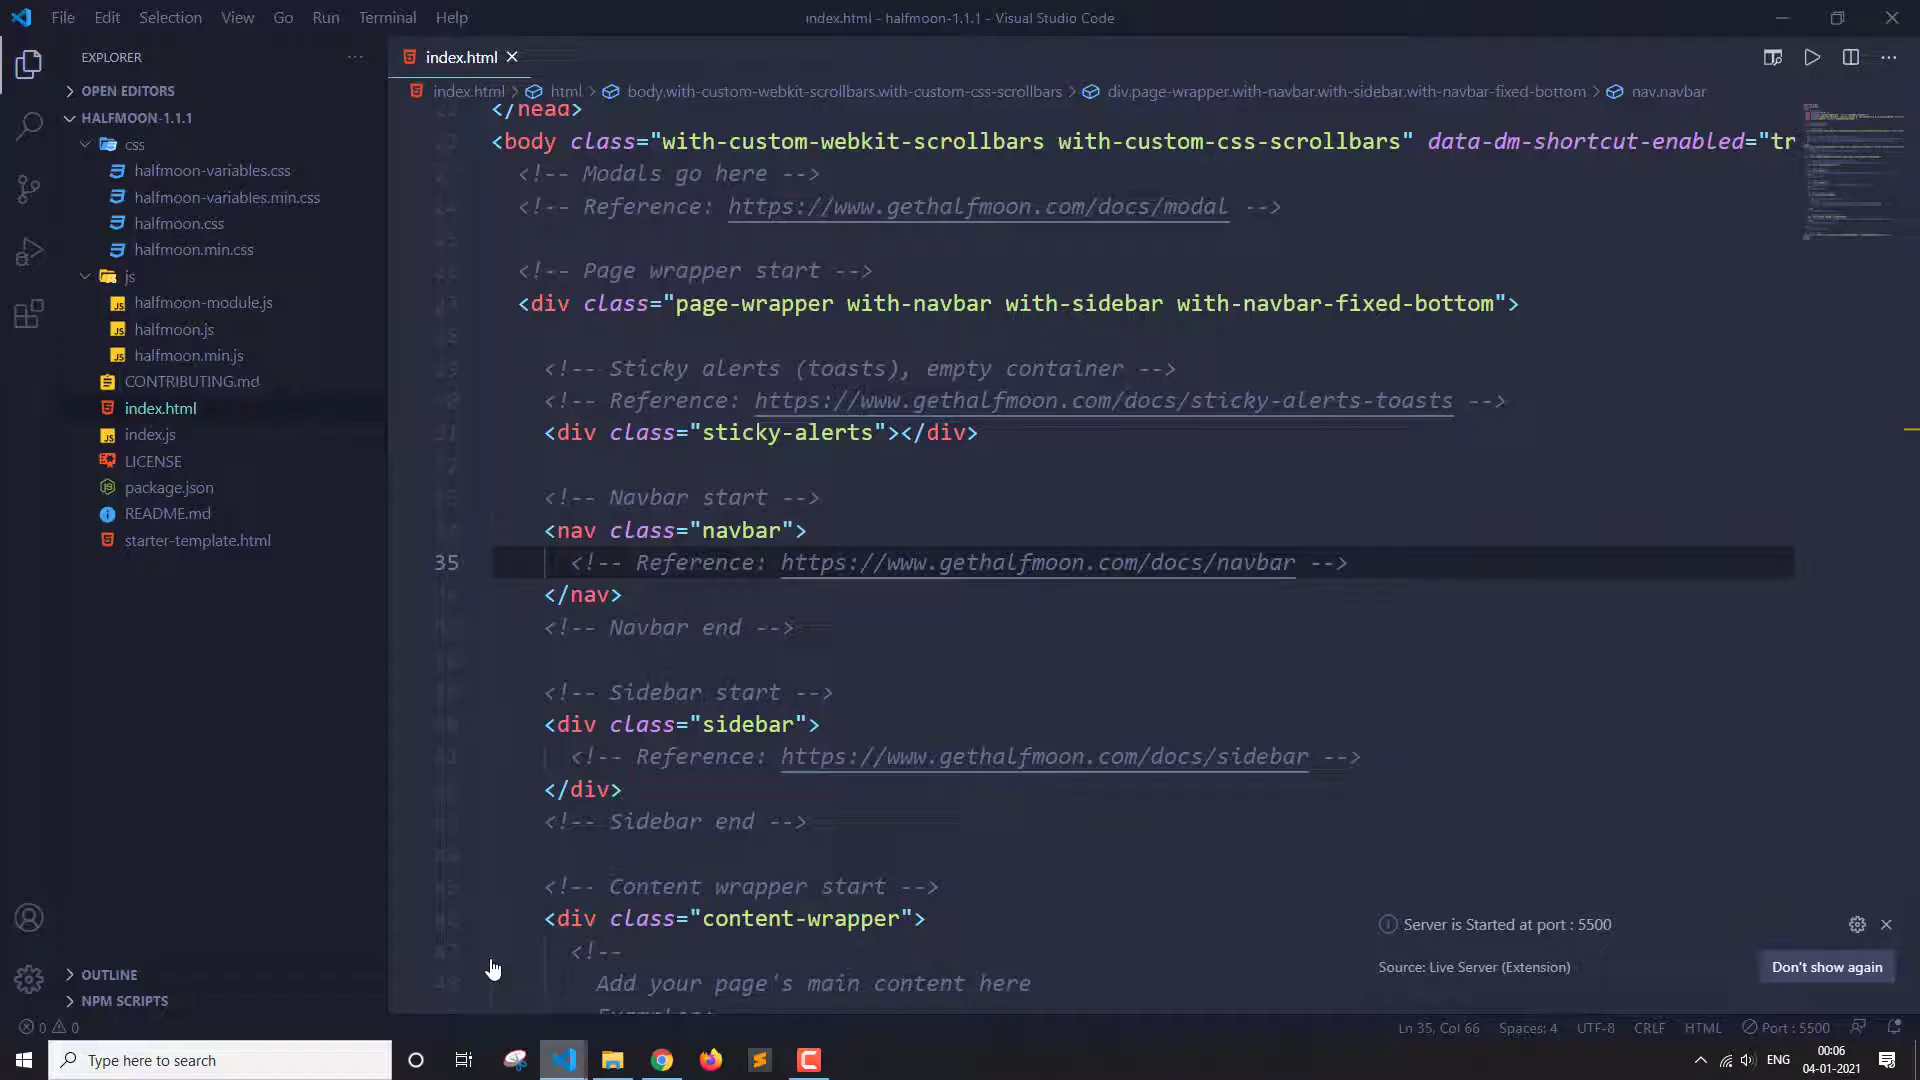 File Edit Selection View Go Run Terminal Help
index.html - halfmoon-1.1.1 - Visual Studio Code
EXPLORER
OPEN EDITORS
HALFMOON-1.1.1
css
halfmoon-variables.css
halfmoon-variables.min.css
halfmoon.css
halfmoon.min.css
js
halfmoon-module.js
halfmoon.js
halfmoon.min.js
CONTRIBUTING.md
index.html
index.js
LICENSE
package.json
README.md
starter-template.html
OUTLINE
NPM SCRIPTS
index.html
index.html > html > body.with-custom-webkit-scrollbars.with-custom-css-scrollbars > div.page-wrapper.with-navbar.with-sidebar.with-navbar-fixed-bottom > nav.navbar
</head>
<body class="with-custom-webkit-scrollbars with-custom-css-scrollbars" data-dm-shortcut-enabled="tr
<!-- Modals go here -->
<!-- Reference: https://www.gethalfmoon.com/docs/modal -->
<!-- Page wrapper start -->
<div class="page-wrapper with-navbar with-sidebar with-navbar-fixed-bottom">
<!-- Sticky alerts (toasts), empty container -->
<!-- Reference: https://www.gethalfmoon.com/docs/sticky-alerts-toasts -->
<div class="sticky-alerts"></div>
<!-- Navbar start -->
<nav class="navbar">
35 <!-- Reference: https://www.gethalfmoon.com/docs/navbar -->
</nav>
<!-- Navbar end -->
<!-- Sidebar start -->
<div class="sidebar">
<!-- Reference: https://www.gethalfmoon.com/docs/sidebar -->
</div>
<!-- Sidebar end -->
<!-- Content wrapper start -->
<div class="content-wrapper">
<!--
Add your page's main content here
Server is Started at port : 5500
Source: Live Server (Extension)
Don't show again
0 0
Ln 35, Col 66 Spaces: 4 UTF-8 CRLF HTML Port : 5500
Type here to search
ENG
00:06
04-01-2021